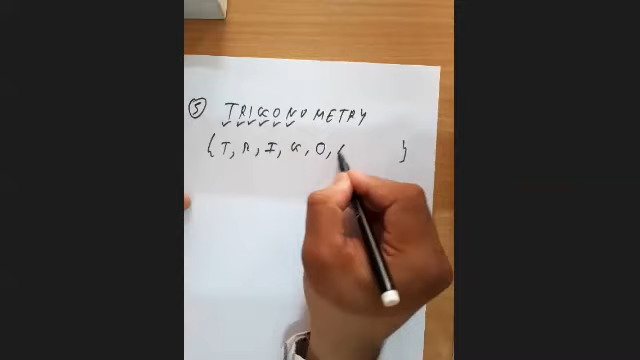 5 TRIGONOMETRY
{ T, R, I, G, O, }